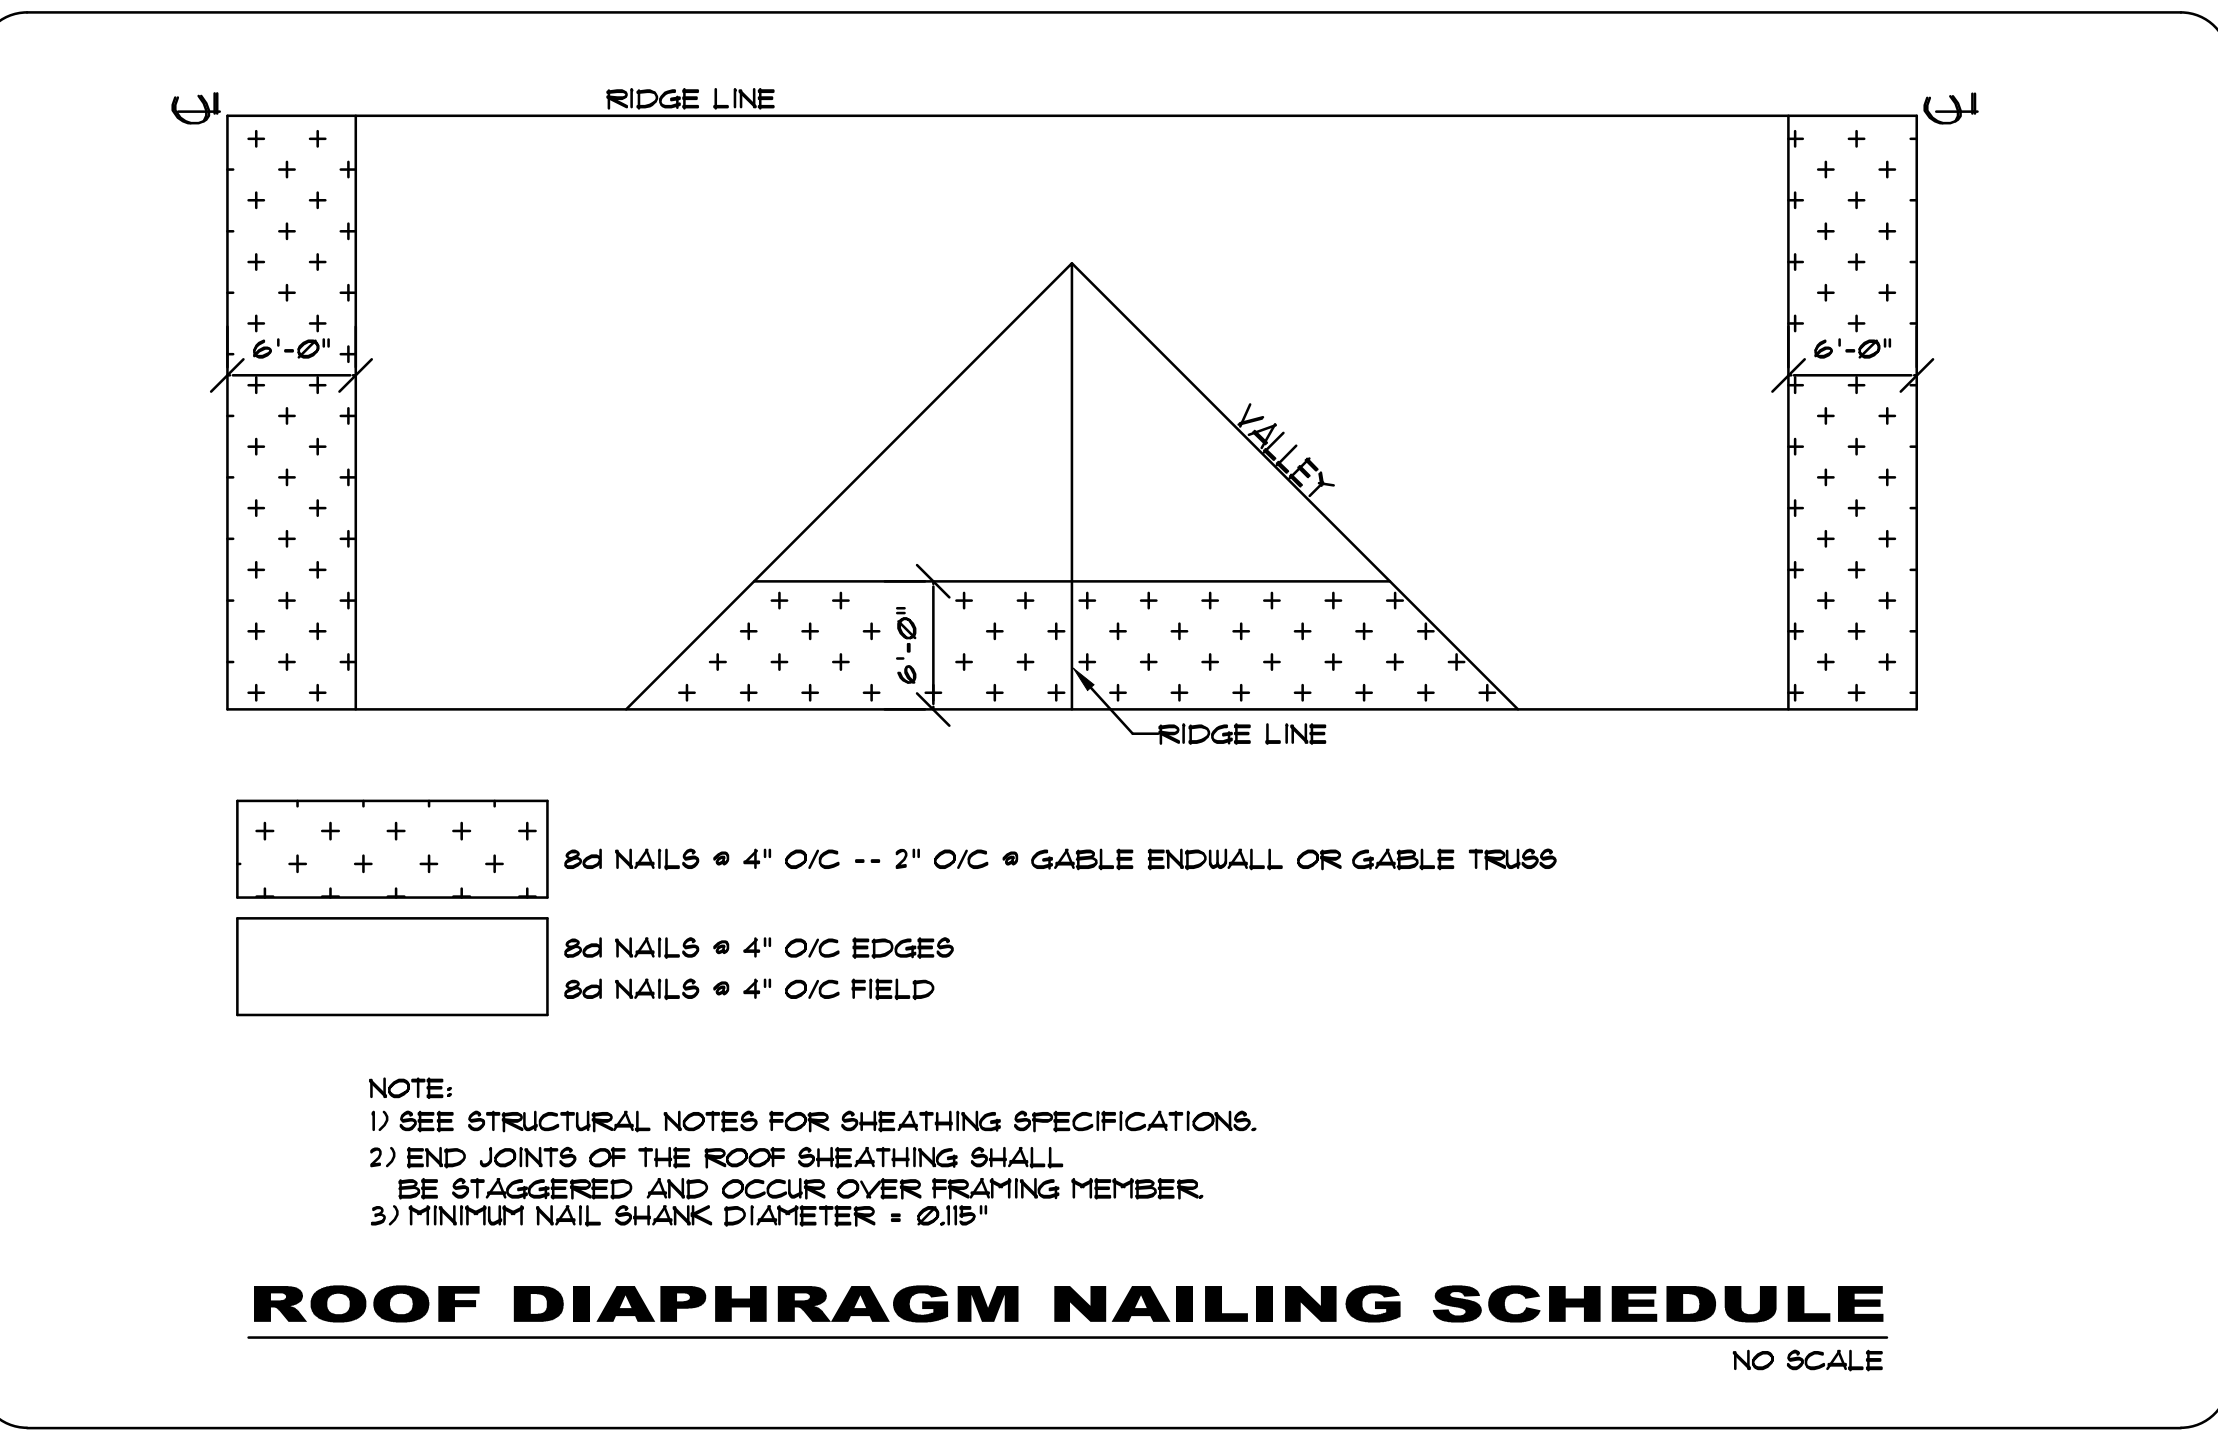 RIDGE LINE
℄
℄
6'-0"
6'-0"
VALLEY
6'-0"
RIDGE LINE
8d NAILS @ 4" O/C -- 2" O/C @ GABLE ENDWALL OR GABLE TRUSS
8d NAILS @ 4" O/C EDGES
8d NAILS @ 4" O/C FIELD
NOTE:
1) SEE STRUCTURAL NOTES FOR SHEATHING SPECIFICATIONS.
2) END JOINTS OF THE ROOF SHEATHING SHALL
BE STAGGERED AND OCCUR OVER FRAMING MEMBER.
3) MINIMUM NAIL SHANK DIAMETER = 0.115"
ROOF DIAPHRAGM NAILING SCHEDULE
NO SCALE